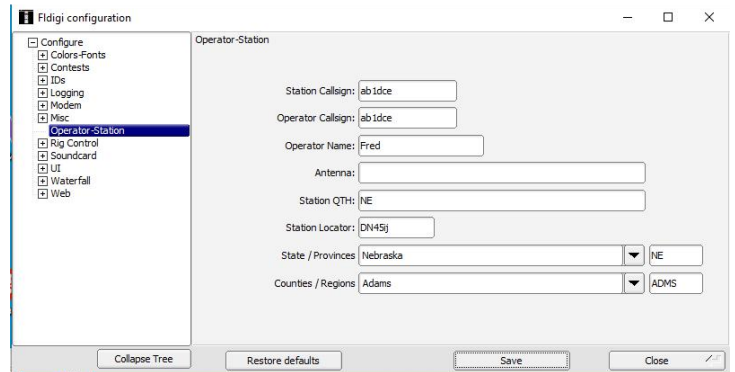 Fldigi configuration
Configure
Colors-Fonts
Contests
IDs
Logging
Modem
Misc
Operator-Station
Rig Control
Soundcard
UI
Waterfall
Web
Collapse Tree
Operator-Station
Station Callsign: ab1dce
Operator Callsign: ab1dce
Operator Name: Fred
Antenna:
Station QTH: NE
Station Locator: DN45ij
State / Provinces Nebraska NE
Counties / Regions Adams ADMS
Restore defaults Save Close